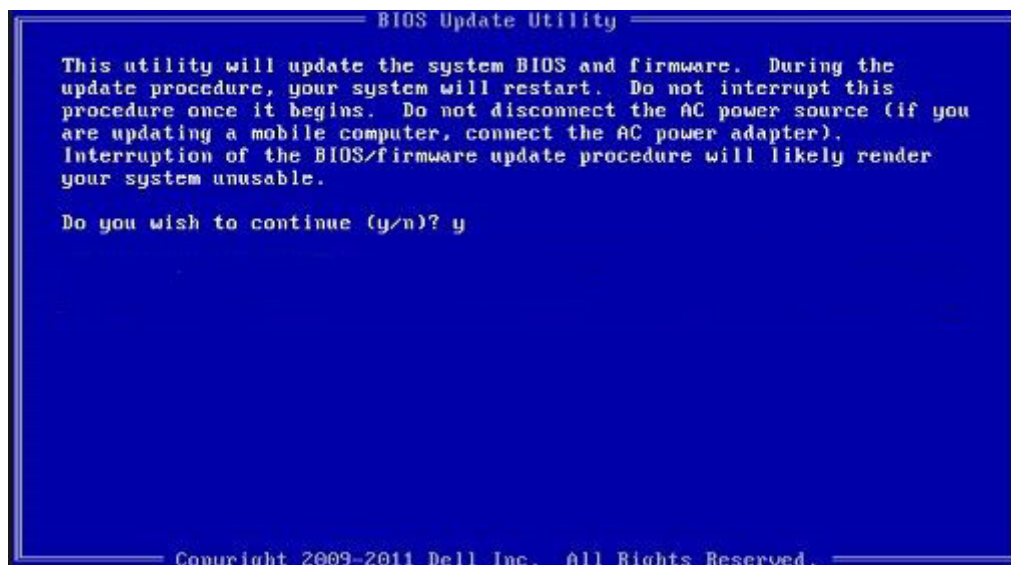 BIOS Update Utility
This utility will update the system BIOS and firmware.  During the
update procedure, your system will restart.  Do not interrupt this
procedure once it begins.  Do not disconnect the AC power source (if you
are updating a mobile computer, connect the AC power adapter).
Interruption of the BIOS/firmware update procedure will likely render
your system unusable.
Do you wish to continue (y/n)? y
Copyright 2009-2011 Dell Inc.  All Rights Reserved.